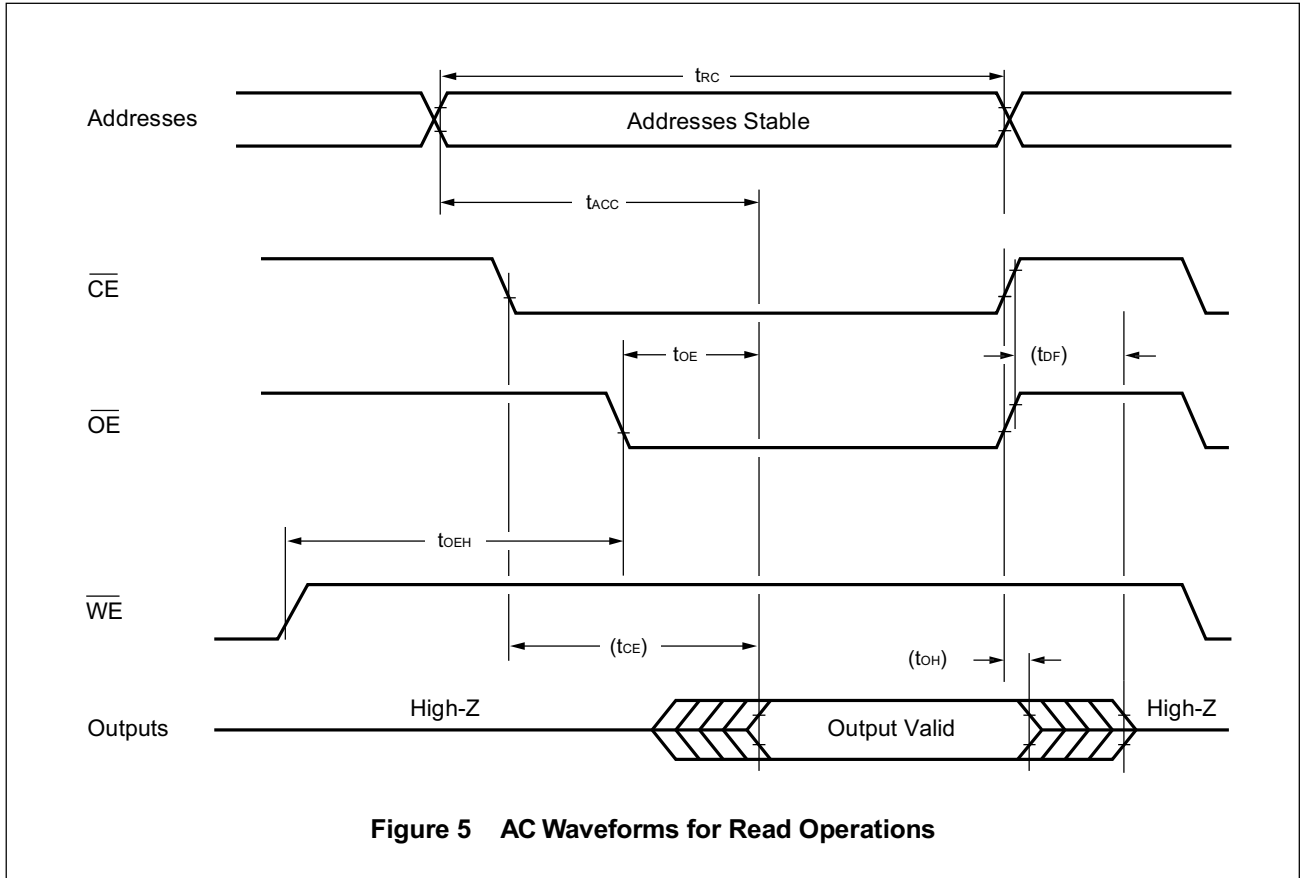 tRC
Addresses
Addresses Stable
tACC
CE
tOE
(tDF)
OE
tOEH
WE
(tCE)
(tOH)
High-Z
High-Z
Outputs
Output Valid
Figure 5 AC Waveforms for Read Operations